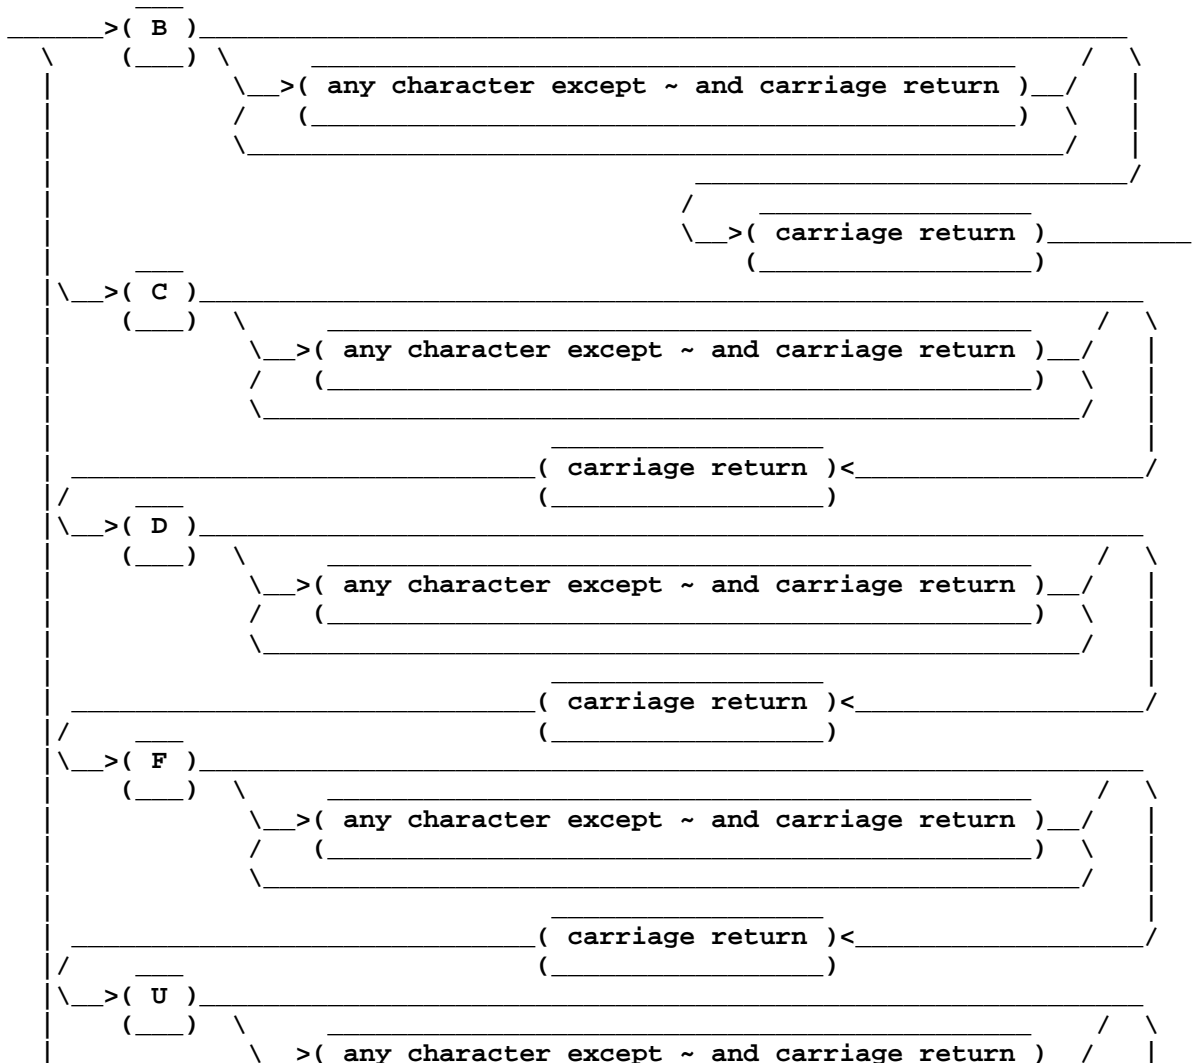 B
any character except ~ and carriage return
carriage return
C
any character except ~ and carriage return
carriage return
D
any character except ~ and carriage return
carriage return
F
any character except ~ and carriage return
carriage return
U
any character except ~ and carriage return